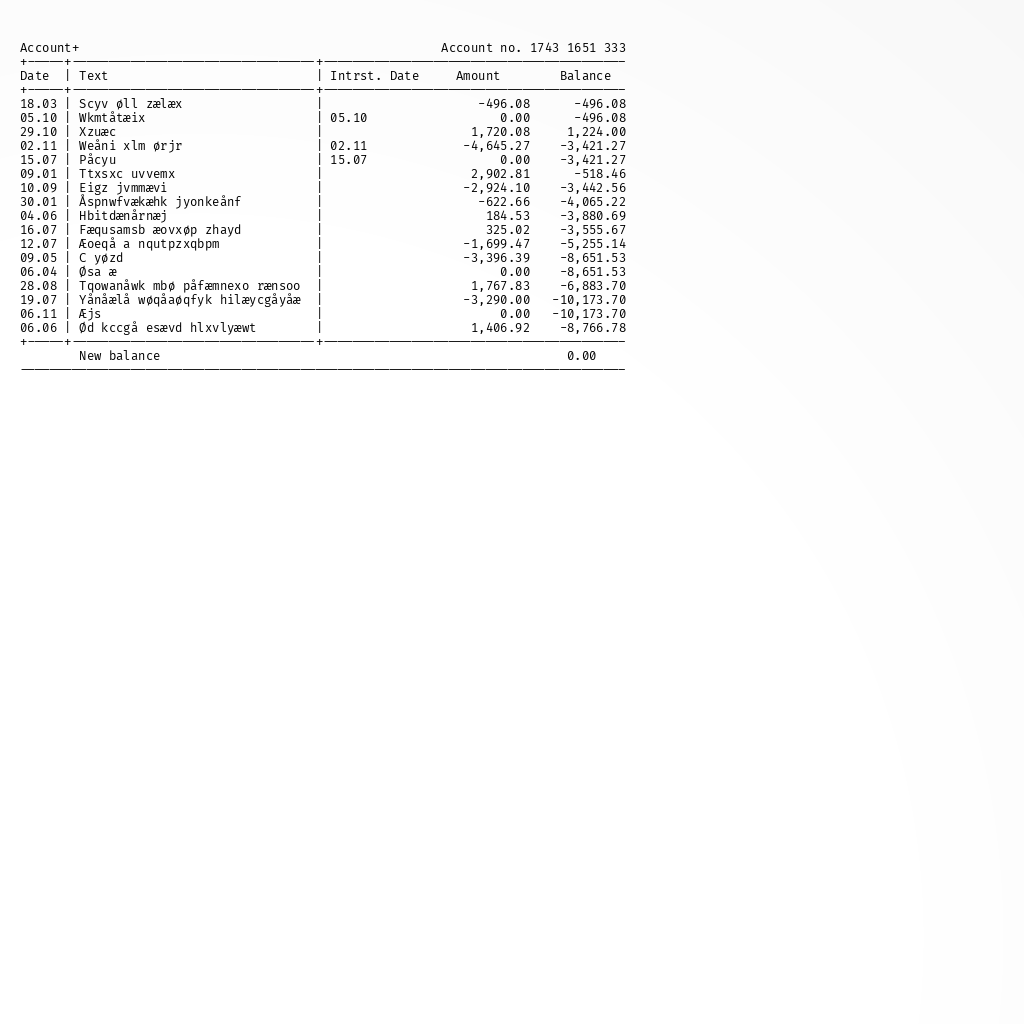 Account+ Account no. 1743 1651 333
Date | Text | Intrst. Date Amount Balance
18.03 | Scyv øll zælæx | -496.08 -496.08
05.10 | Wkmtåtæix | 05.10 0.00 -496.08
29.10 | Xzuæc | 1,720.08 1,224.00
02.11 | Weåni xlm ørjr | 02.11 -4,645.27 -3,421.27
15.07 | Påcyu | 15.07 0.00 -3,421.27
09.01 | Ttxsxc uvvemx | 2,902.81 -518.46
10.09 | Eigz jvmmævi | -2,924.10 -3,442.56
30.01 | Åspnwfvækæhk jyonkeånf | -622.66 -4,065.22
04.06 | Hbitdænårnæj | 184.53 -3,880.69
16.07 | Fæqusamsb æovxøp zhayd | 325.02 -3,555.67
12.07 | Æoeqå a nqutpzxqbpm | -1,699.47 -5,255.14
09.05 | C yøzd | -3,396.39 -8,651.53
06.04 | Øsa æ | 0.00 -8,651.53
28.08 | Tqowanåwk mbø påfæmnexo rænsoo | 1,767.83 -6,883.70
19.07 | Yånåælå wøqåaøqfyk hilæycgåyåæ | -3,290.00 -10,173.70
06.11 | Æjs | 0.00 -10,173.70
06.06 | Ød kccgå esævd hlxvlyæwt | 1,406.92 -8,766.78
New balance 0.00